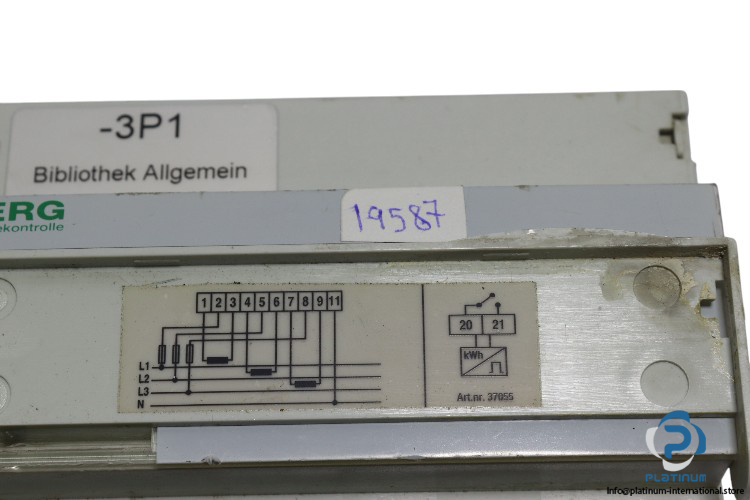 -3P1
Bibliothek Allgemein
ERG
ekontrolle
19587
1 2 3 4 5 6 7 8 9 11
L1
L2
L3
N
20 21
kWh
Art.nr. 37055
PLATINUM
INTERNATIONAL
info@platinum-international.store